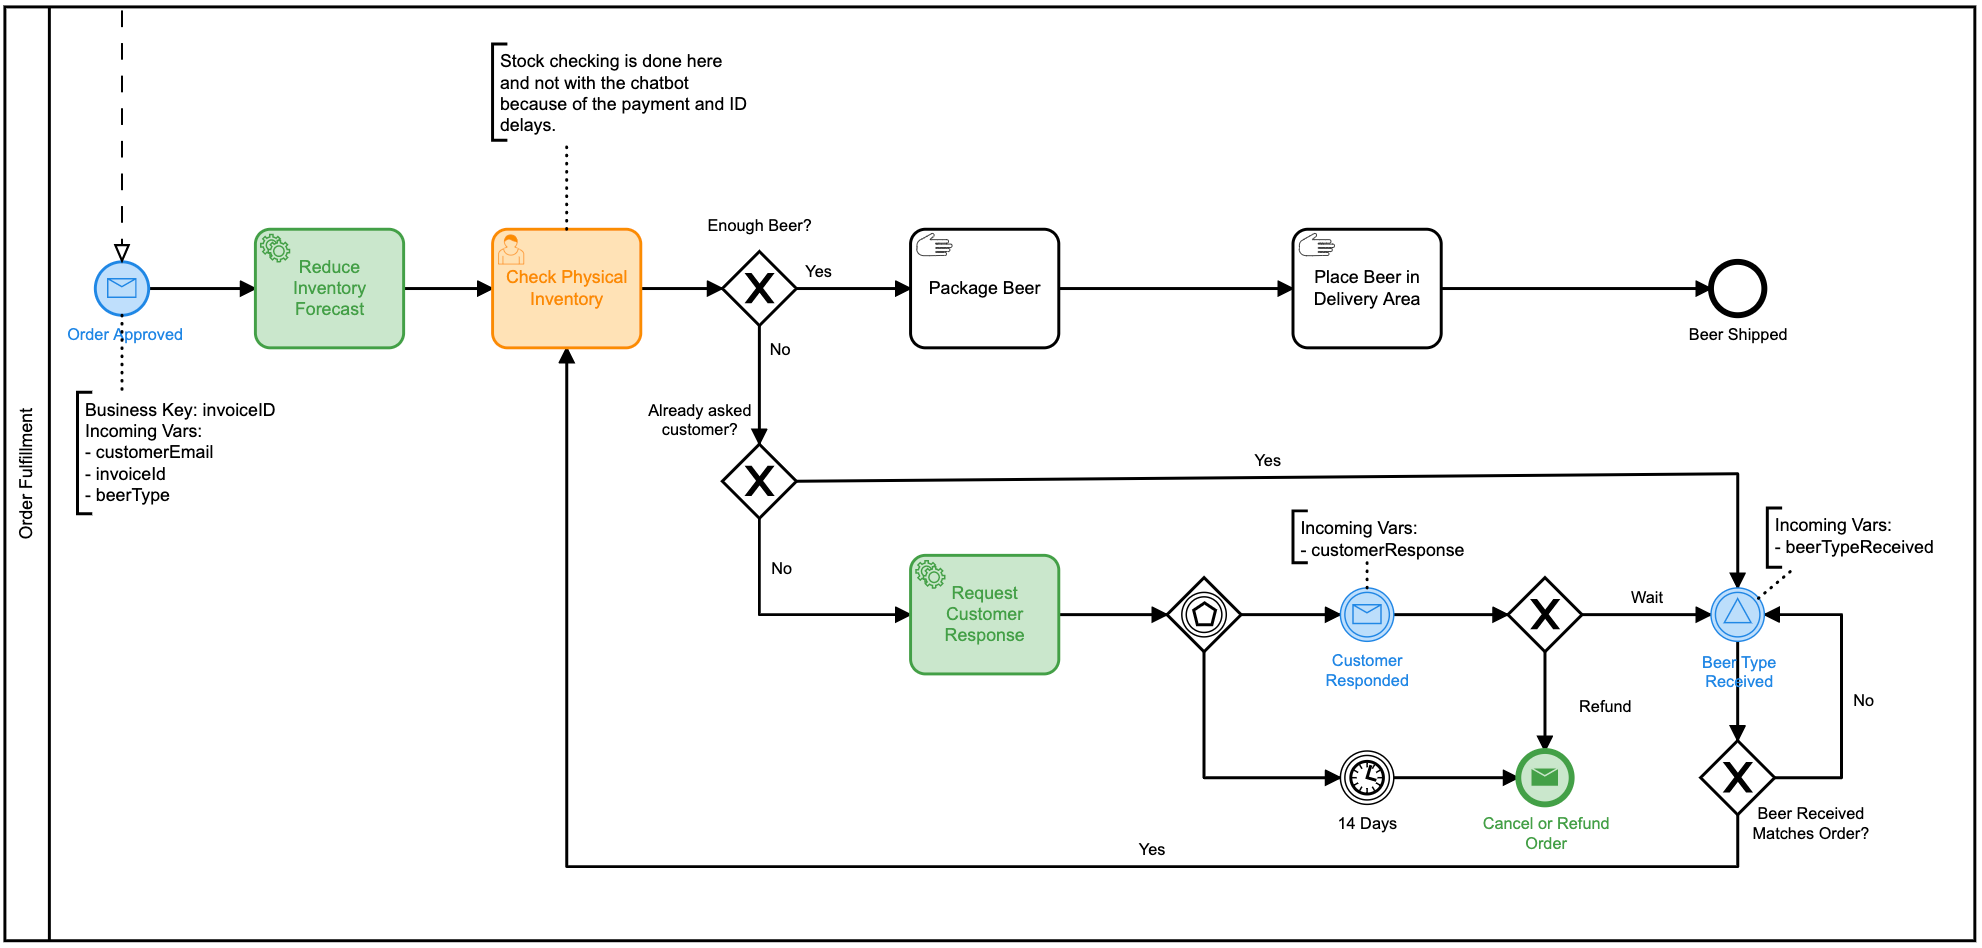 Order Fulfillment
Stock checking is done here
and not with the chatbot
because of the payment and ID
delays.
Order Approved
Business Key: invoiceID
Incoming Vars:
- customerEmail
- invoiceId
- beerType
Reduce
Inventory
Forecast
Check Physical
Inventory
Enough Beer?
Yes
No
Package Beer
Place Beer in
Delivery Area
Beer Shipped
Already asked
customer?
Yes
No
Request
Customer
Response
Incoming Vars:
- customerResponse
Customer
Responded
14 Days
Wait
Refund
Cancel or Refund
Order
Incoming Vars:
- beerTypeReceived
Beer Type
Received
No
Beer Received
Matches Order?
Yes